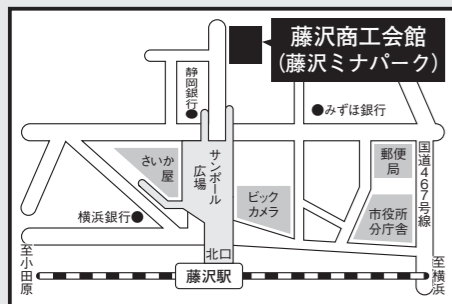 藤沢商工会館
(藤沢ミナパーク)
静岡銀行
みずほ銀行
さいか
屋
サンパール
広場
郵便
局
国道467号線
ビック
カメラ
横浜銀行
市役所
分庁舎
北口
至小田原
藤沢駅
至横浜